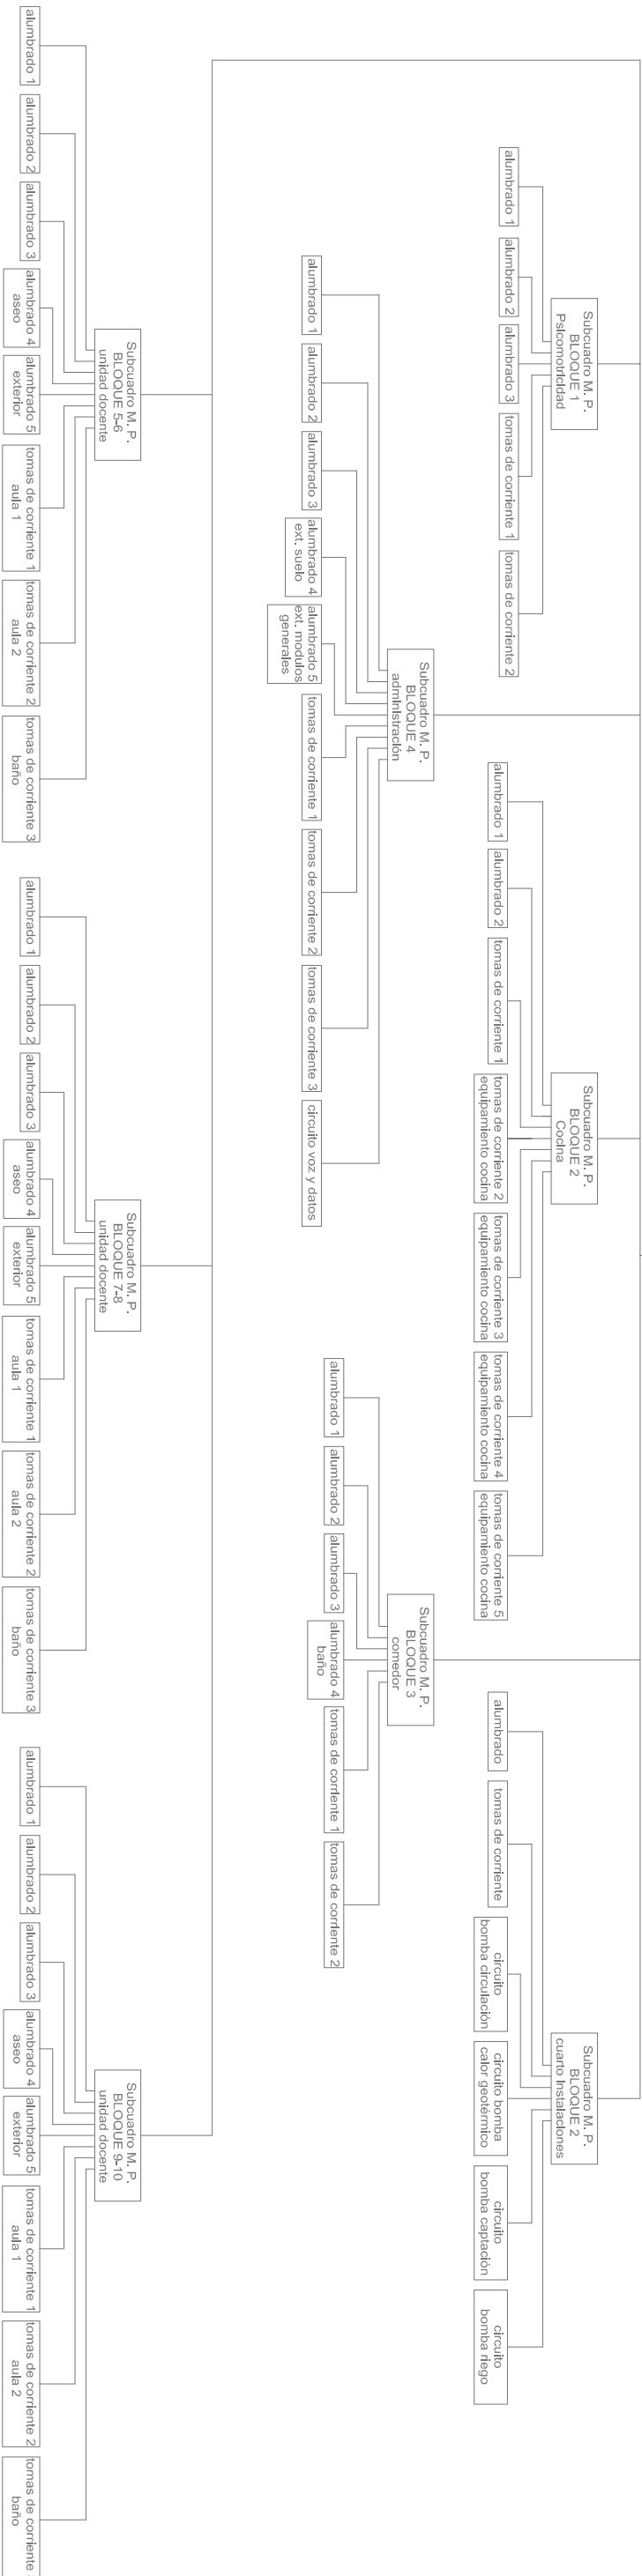 Subcuadro M. P.
BLOQUE 1
Psicomotricidad
alumbrado 1
alumbrado 2
alumbrado 3
tomas de corriente 1
tomas de corriente 2
Subcuadro M. P.
BLOQUE 2
Cocina
alumbrado 1
alumbrado 2
tomas de corriente 1
tomas de corriente 2
equipamiento cocina
tomas de corriente 3
equipamiento cocina
tomas de corriente 4
equipamiento cocina
tomas de corriente 5
equipamiento cocina
Subcuadro M. P.
BLOQUE 2
cuarto instalaciones
alumbrado
tomas de corriente
circuito
bomba circulación
circuito bomba
calor geotérmico
circuito
bomba captación
circuito
bomba riego
Subcuadro M. P.
BLOQUE 4
administración
alumbrado 1
alumbrado 2
alumbrado 3
alumbrado 4
ext. suelo
alumbrado 5
ext. modulos
generales
tomas de corriente 1
tomas de corriente 2
tomas de corriente 3
circuito voz y datos
Subcuadro M. P.
BLOQUE 3
comedor
alumbrado 1
alumbrado 2
alumbrado 3
alumbrado 4
baño
tomas de corriente 1
tomas de corriente 2
Subcuadro M. P.
BLOQUE 5-6
unidad docente
alumbrado 1
alumbrado 2
alumbrado 3
alumbrado 4
aseo
alumbrado 5
exterior
tomas de corriente 1
aula 1
tomas de corriente 2
aula 2
tomas de corriente 3
baño
Subcuadro M. P.
BLOQUE 7-8
unidad docente
alumbrado 1
alumbrado 2
alumbrado 3
alumbrado 4
aseo
alumbrado 5
exterior
tomas de corriente 1
aula 1
tomas de corriente 2
aula 2
tomas de corriente 3
baño
Subcuadro M. P.
BLOQUE 9-10
unidad docente
alumbrado 1
alumbrado 2
alumbrado 3
alumbrado 4
aseo
alumbrado 5
exterior
tomas de corriente 1
aula 1
tomas de corriente 2
aula 2
tomas de corriente
baño